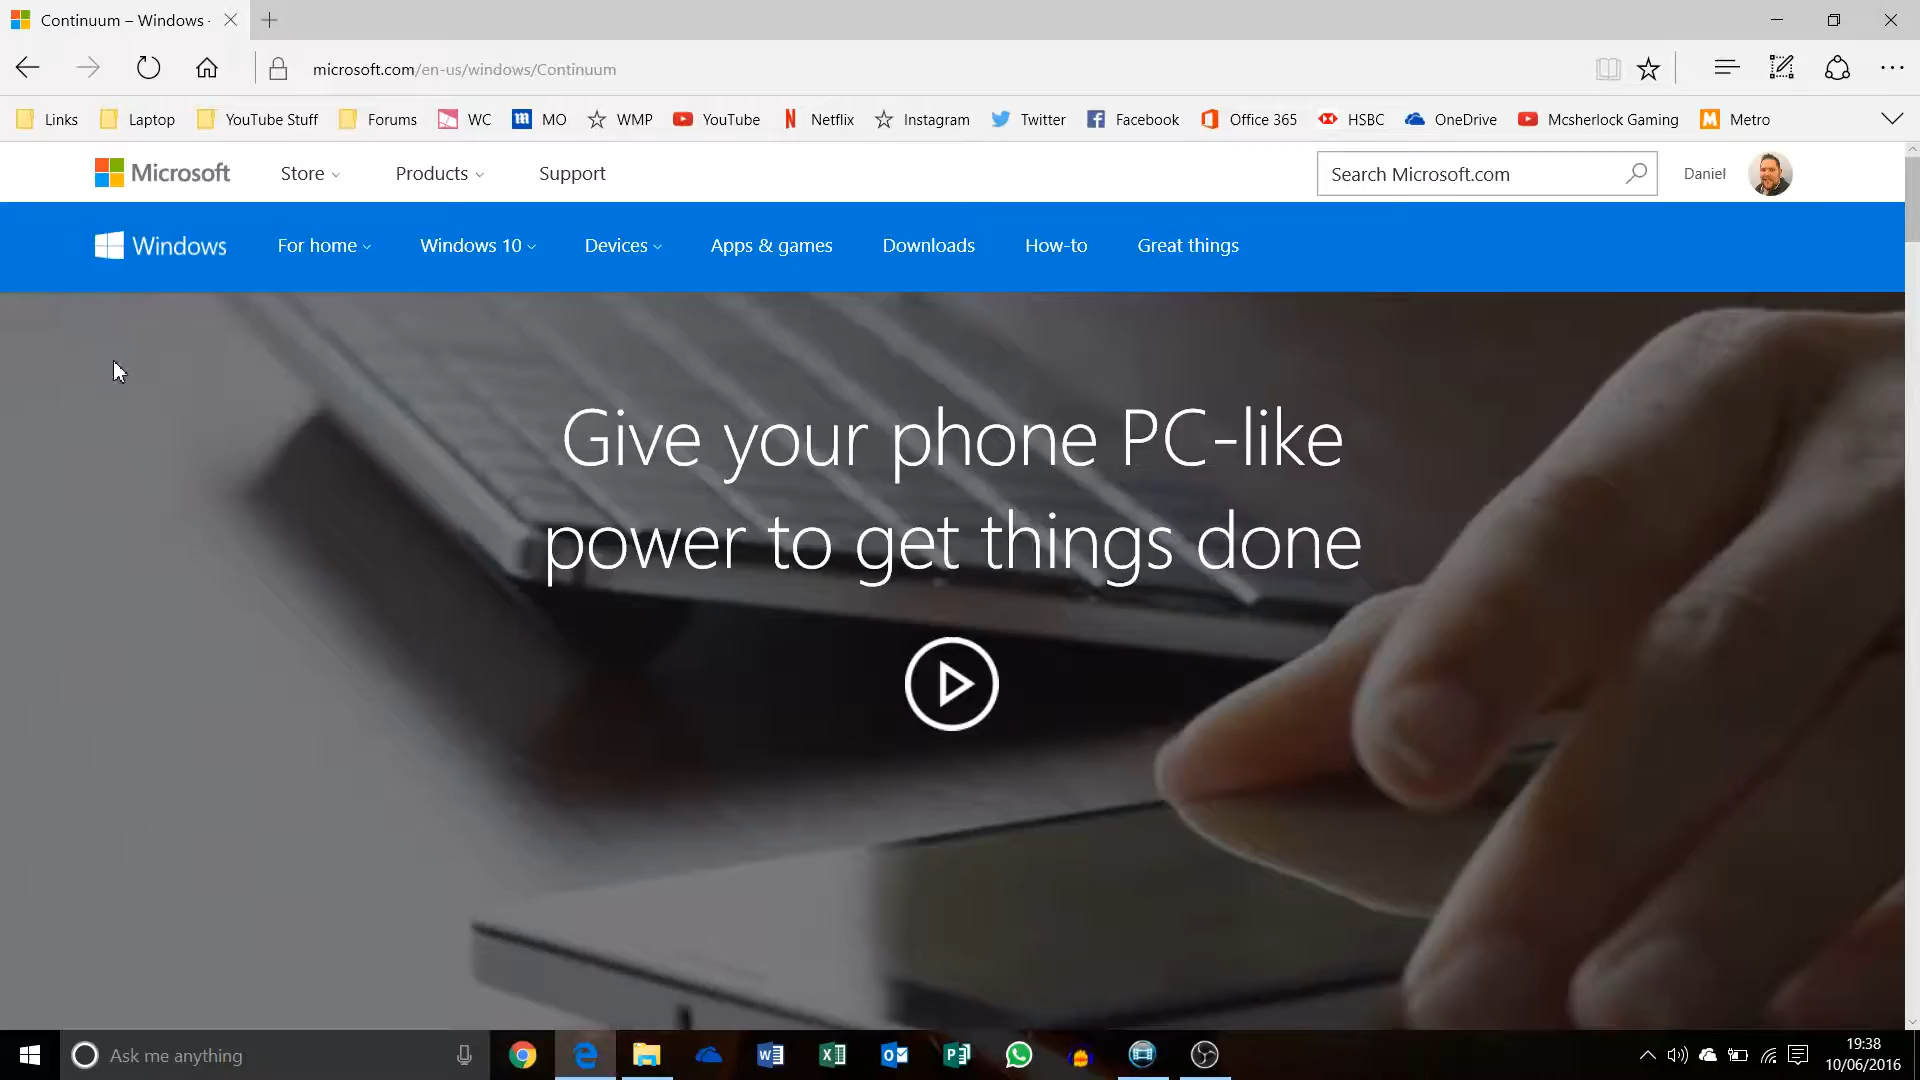 Continuum – Windows
microsoft.com/en-us/windows/Continuum
Links Laptop YouTube Stuff Forums WC MO WMP YouTube Netflix Instagram Twitter Facebook Office 365 HSBC OneDrive Mcsherlock Gaming Metro
Microsoft Store Products Support Search Microsoft.com Daniel
Windows For home Windows 10 Devices Apps & games Downloads How-to Great things
Give your phone PC-like
power to get things done
Ask me anything
19:38
10/06/2016